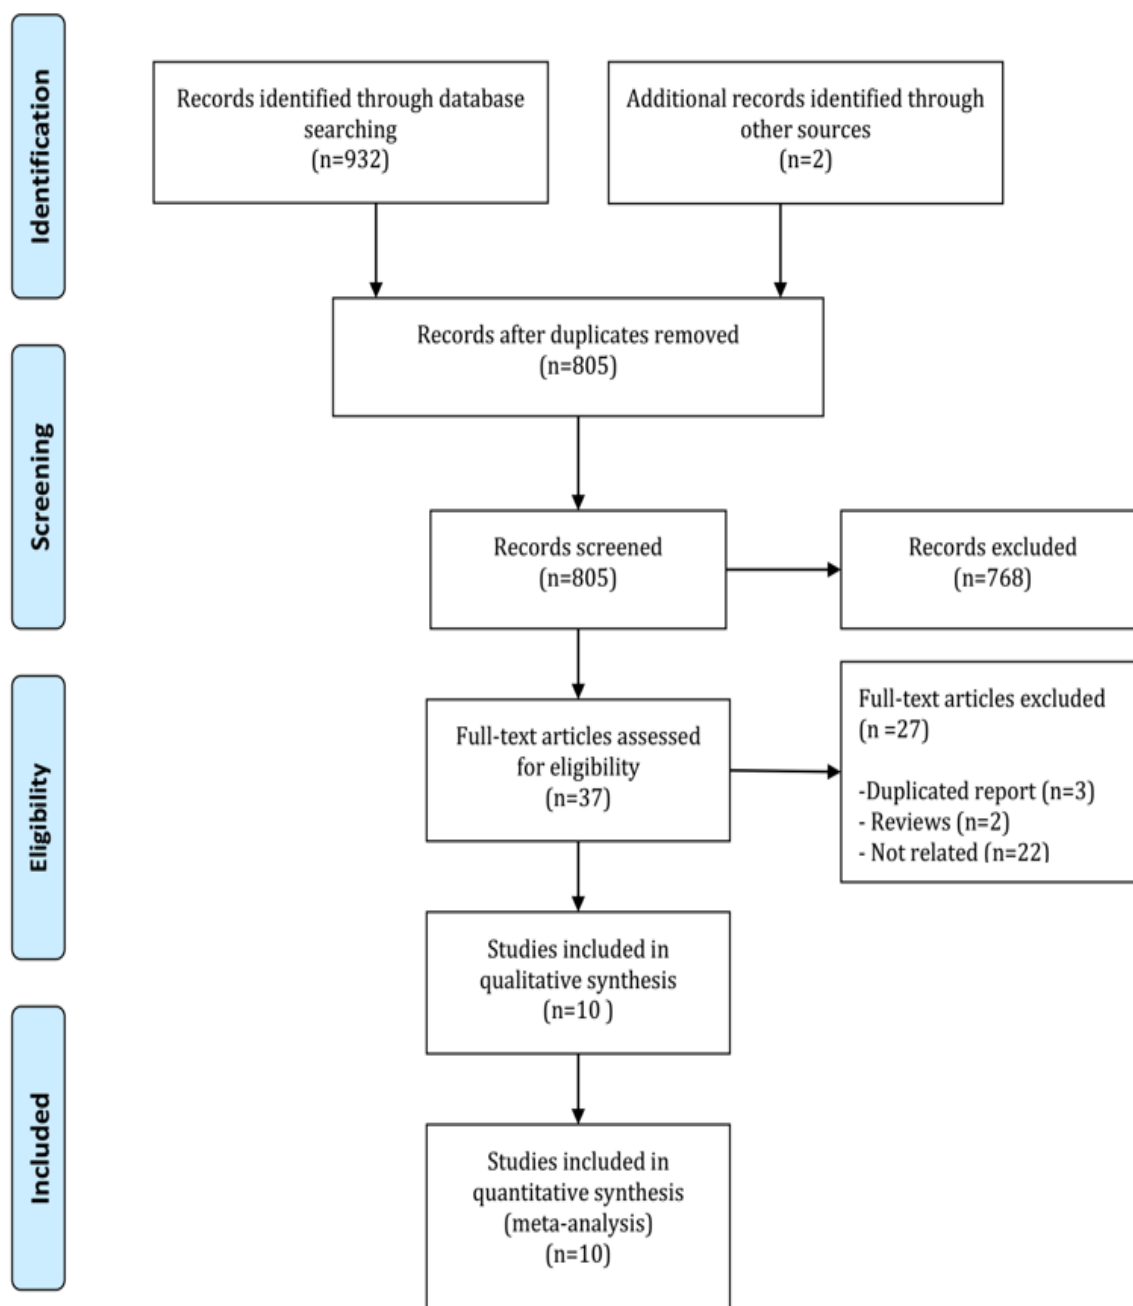 Identification
Records identified through database
searching
(n=932)
Additional records identified through
other sources
(n=2)
Records after duplicates removed
(n=805)
Screening
Records screened
(n=805)
Records excluded
(n=768)
Eligibility
Full-text articles assessed
for eligibility
(n=37)
Full-text articles excluded
(n =27)
-Duplicated report (n=3)
- Reviews (n=2)
- Not related (n=22)
Studies included in
qualitative synthesis
(n=10 )
Included
Studies included in
quantitative synthesis
(meta-analysis)
(n=10)